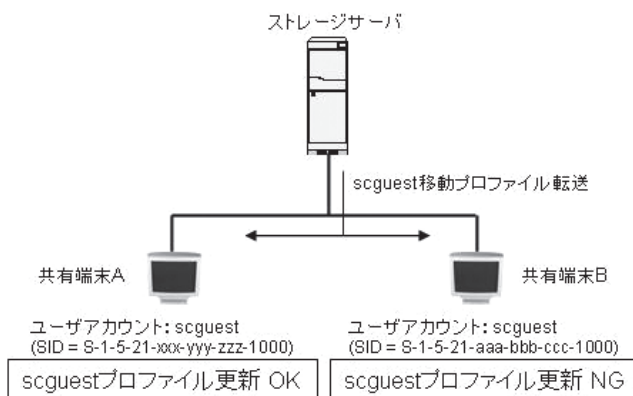 ストレージサーバ
scguest移動プロファイル転送
共有端末A
共有端末B
ユーザアカウント: scguest
(SID = S-1-5-21-xxx-yyy-zzz-1000)
ユーザアカウント: scguest
(SID = S-1-5-21-aaa-bbb-ccc-1000)
scguestプロファイル更新 OK
scguestプロファイル更新 NG